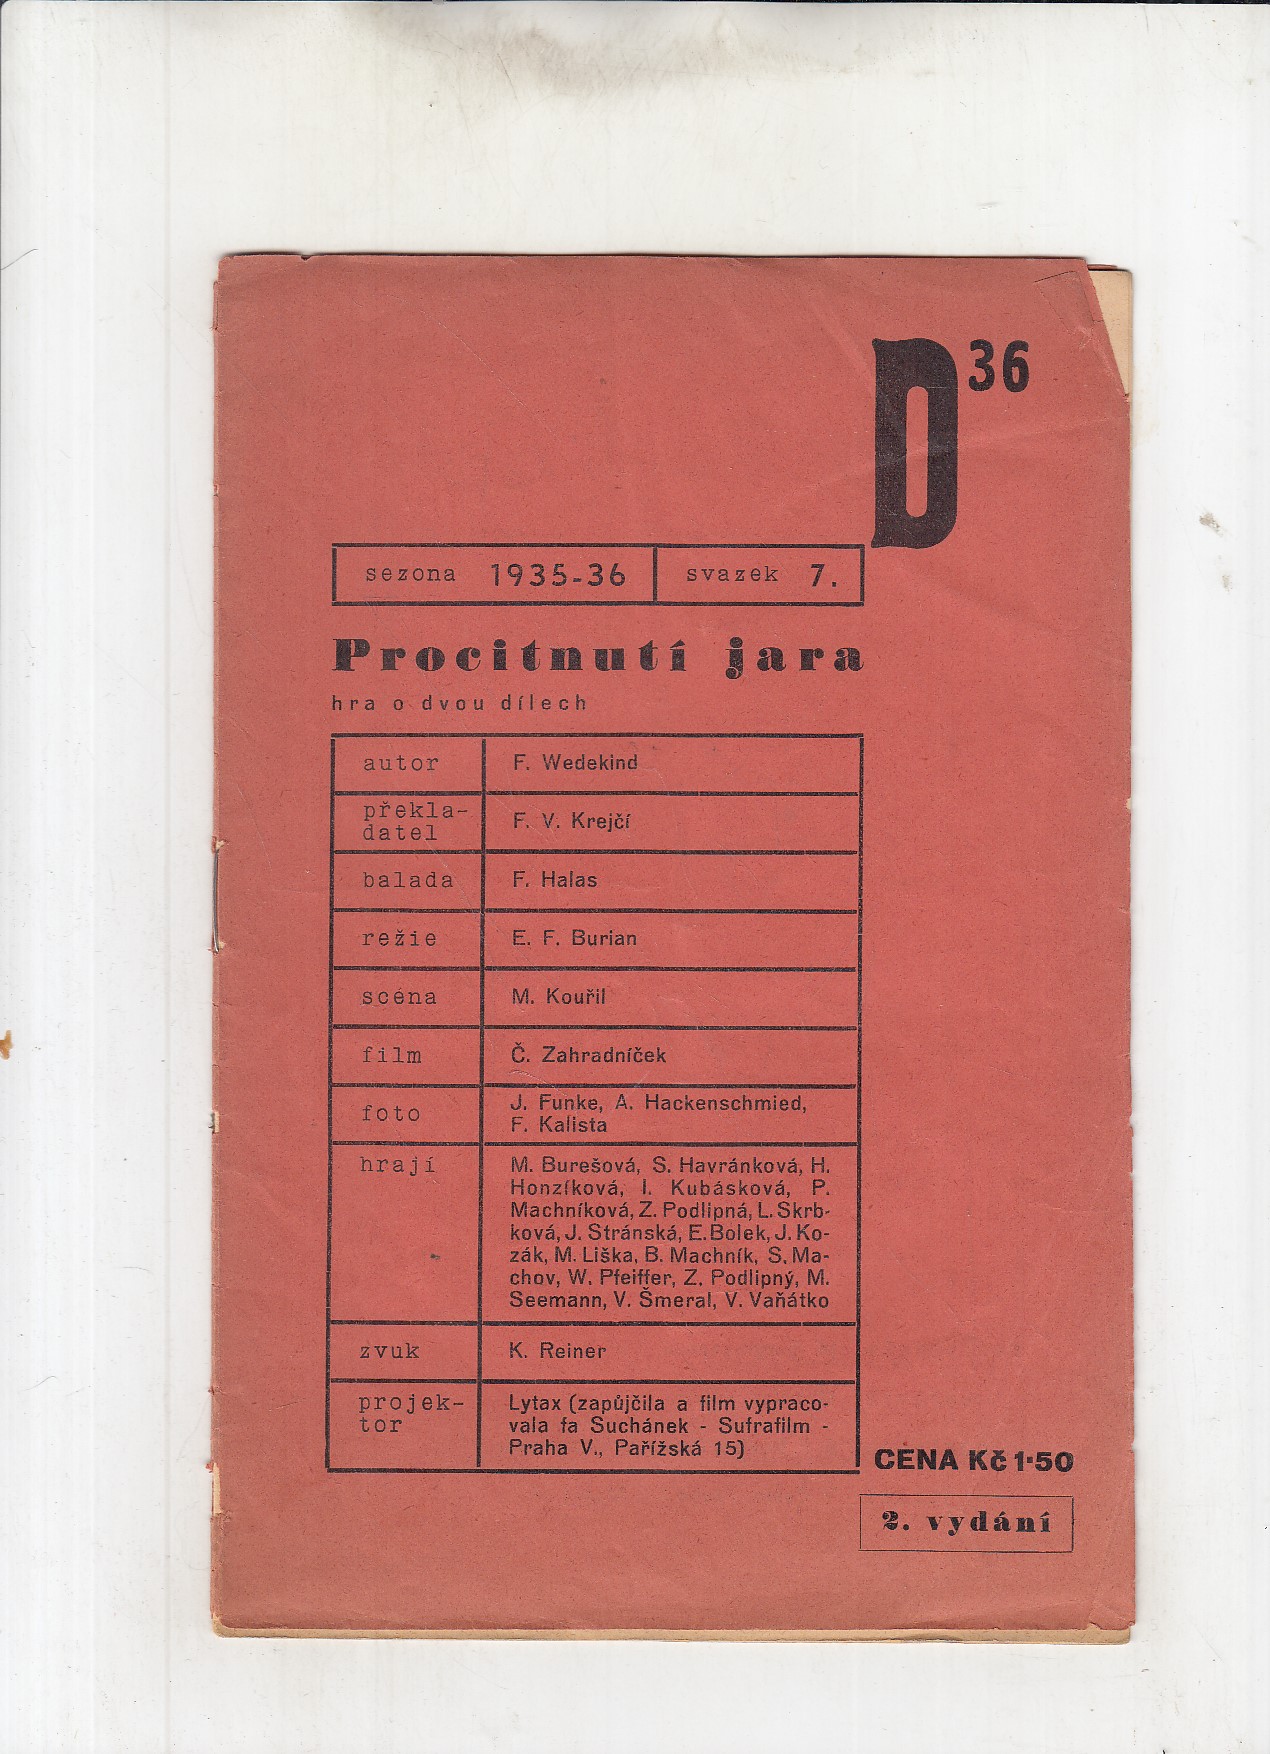 D36
sezona 1935-36 svazek 7.
Procitnutí jara
hra o dvou dílech
autor F. Wedekind
překla-
datel F. V. Krejčí
balada F. Halas
režie E. F. Burian
scéna M. Kouřil
film Č. Zahradníček
foto J. Funke, A. Hackenschmied,
F. Kalista
hrají M. Burešová, S. Havránková, H.
Honzíková, I. Kubásková, P.
Machníková, Z. Podlipná, L. Skrb-
ková, J. Stránská, E. Bolek, J. Ko-
zák, M. Liška, B. Machník, S. Ma-
chov, W. Pfeiffer, Z. Podlipný, M.
Seemann, V. Šmeral, V. Vaňátko
zvuk K. Reiner
projek-
tor
Lytax (zapůjčila a film vypraco-
vala fa Suchánek - Sufrafilm -
Praha V., Pařížská 15)
CENA Kč 1·50
2. vydání